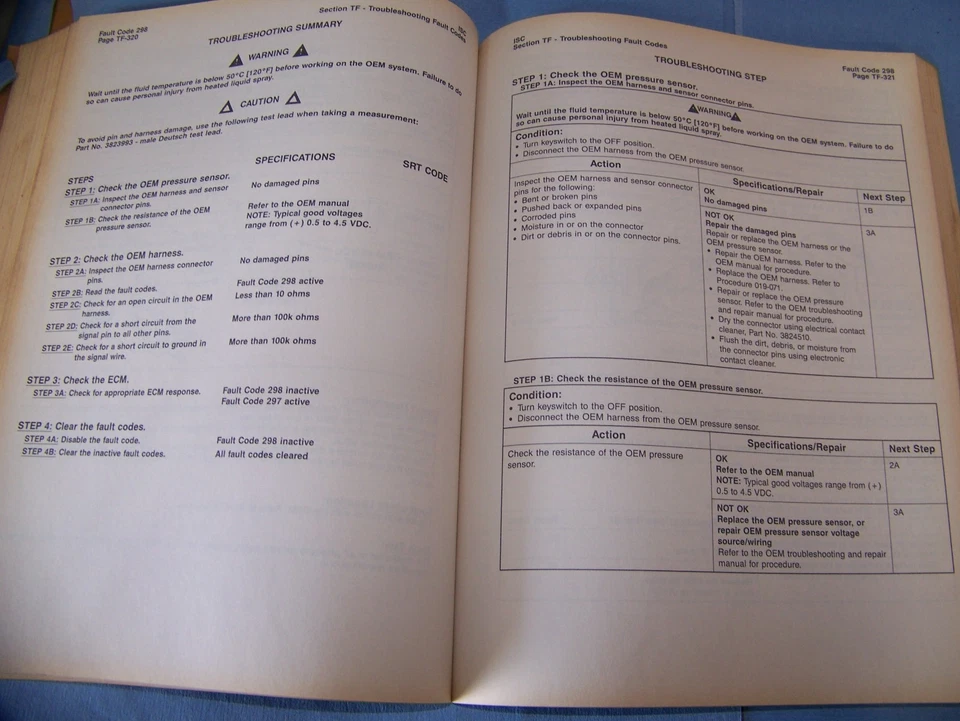 Fault Code 298
Page TF-320
ISC
Section TF - Troubleshooting Fault Codes
TROUBLESHOOTING SUMMARY
WARNING
Wait until the fluid temperature is below 50°C [120°F] before working on the OEM system. Failure to do
so can cause personal injury from heated liquid spray.
CAUTION
To avoid pin and harness damage, use the following test lead when taking a measurement:
Part No. 3823993 - male Deutsch test lead.
STEPS
SPECIFICATIONS
SRT CODE
STEP 1: Check the OEM pressure sensor.
STEP 1A: Inspect the OEM harness and sensor
connector pins.
No damaged pins
STEP 1B: Check the resistance of the OEM
pressure sensor.
Refer to the OEM manual
NOTE: Typical good voltages
range from (+) 0.5 to 4.5 VDC.
STEP 2: Check the OEM harness.
STEP 2A: Inspect the OEM harness connector
pins.
No damaged pins
STEP 2B: Read the fault codes.
Fault Code 298 active
STEP 2C: Check for an open circuit in the OEM
harness.
Less than 10 ohms
STEP 2D: Check for a short circuit from the
signal pin to all other pins.
More than 100k ohms
STEP 2E: Check for a short circuit to ground in
the signal wire.
More than 100k ohms
STEP 3: Check the ECM.
STEP 3A: Check for appropriate ECM response.
Fault Code 298 inactive
Fault Code 297 active
STEP 4: Clear the fault codes.
STEP 4A: Disable the fault code.
Fault Code 298 inactive
STEP 4B: Clear the inactive fault codes.
All fault codes cleared
ISC
Section TF - Troubleshooting Fault Codes
Fault Code 298
Page TF-321
TROUBLESHOOTING STEP
STEP 1: Check the OEM pressure sensor.
STEP 1A: Inspect the OEM harness and sensor connector pins.
WARNING
Wait until the fluid temperature is below 50°C [120°F] before working on the OEM system. Failure to do
so can cause personal injury from heated liquid spray.
Condition:
• Turn keyswitch to the OFF position.
• Disconnect the OEM harness from the OEM pressure sensor.
Action
Specifications/Repair
Next Step
Inspect the OEM harness and sensor connector
pins for the following:
• Bent or broken pins
• Pushed back or expanded pins
• Corroded pins
• Moisture in or on the connector
• Dirt or debris in or on the connector pins.
OK
No damaged pins
1B
NOT OK
Repair the damaged pins
Repair or replace the OEM harness or the
OEM pressure sensor.
• Repair the OEM harness. Refer to the
OEM manual for procedure.
• Replace the OEM harness. Refer to
Procedure 019-071.
• Repair or replace the OEM pressure
sensor. Refer to the OEM troubleshooting
and repair manual for procedure.
• Dry the connector using electrical contact
cleaner, Part No. 3824510.
• Flush the dirt, debris, or moisture from
the connector pins using electronic
contact cleaner.
3A
STEP 1B: Check the resistance of the OEM pressure sensor.
Condition:
• Turn keyswitch to the OFF position.
• Disconnect the OEM harness from the OEM pressure sensor.
Action
Specifications/Repair
Next Step
Check the resistance of the OEM pressure
sensor.
OK
Refer to the OEM manual
NOTE: Typical good voltages range from (+)
0.5 to 4.5 VDC.
2A
NOT OK
Replace the OEM pressure sensor, or
repair OEM pressure sensor voltage
source/wiring
Refer to the OEM troubleshooting and repair
manual for procedure.
3A